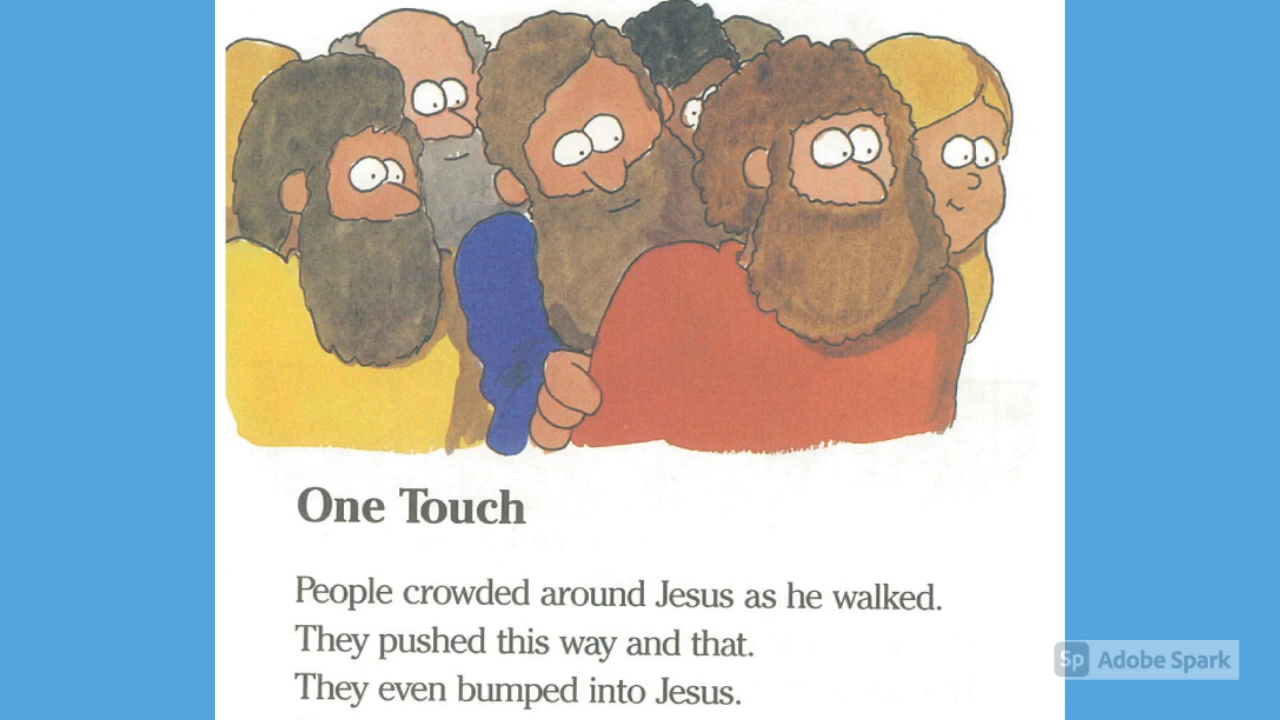 One Touch
People crowded around Jesus as he walked.
They pushed this way and that.
They even bumped into Jesus.
Sp Adobe Spark